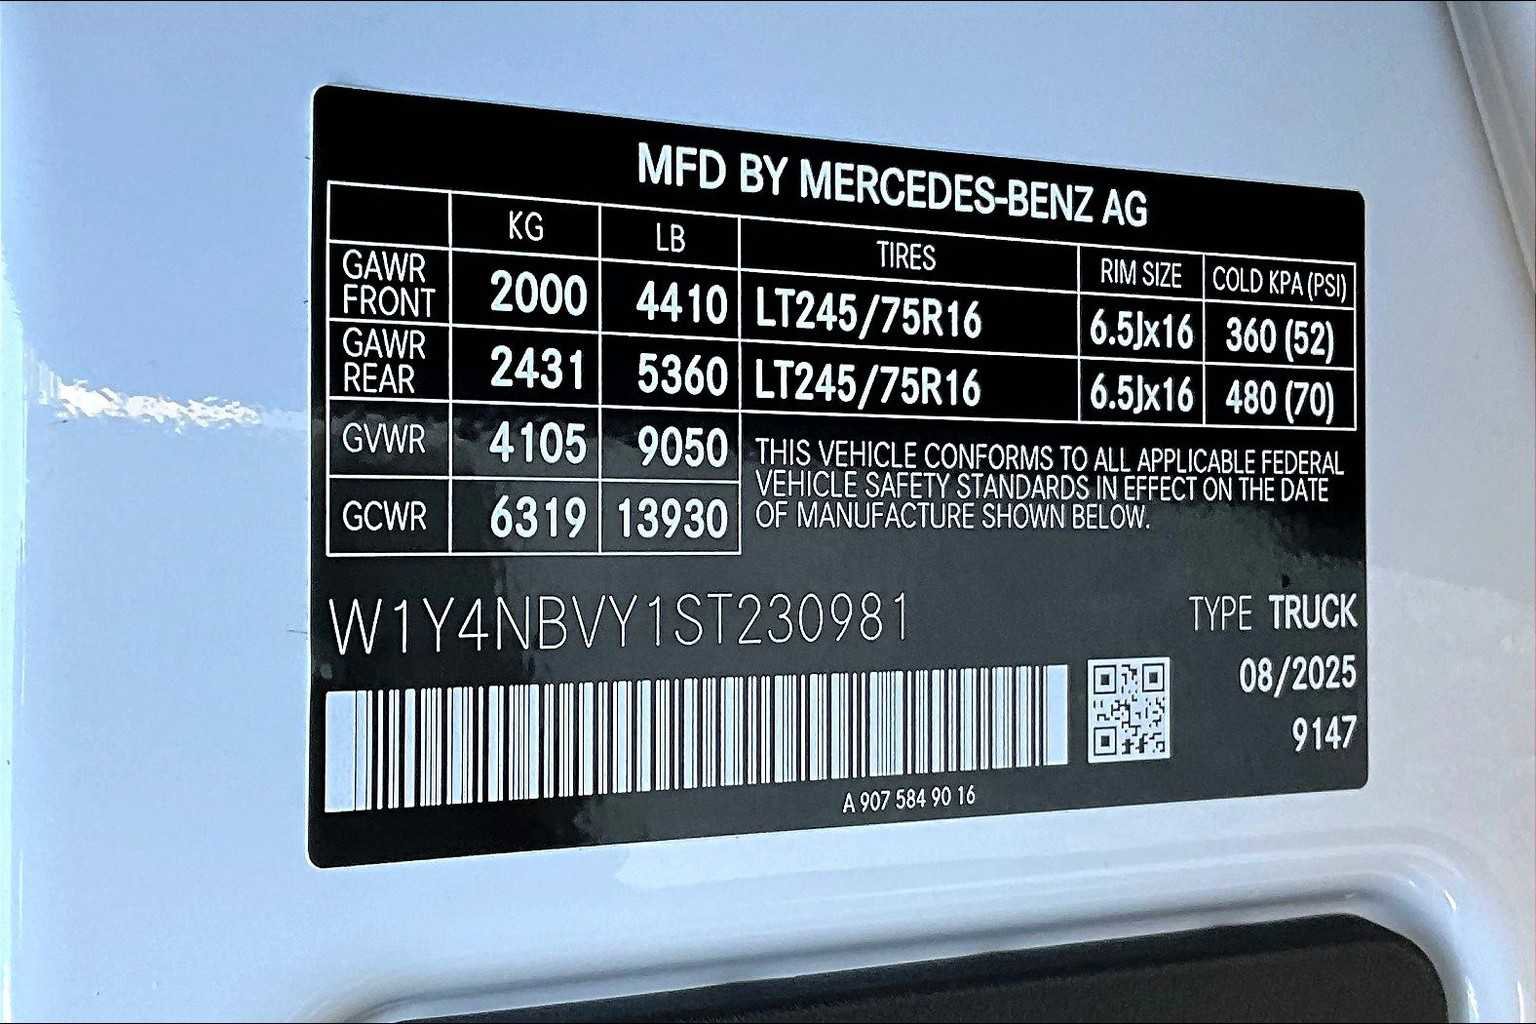 MFD BY MERCEDES-BENZ AG
KG LB TIRES RIM SIZE COLD KPA (PSI)
GAWR FRONT 2000 4410 LT245/75R16 6.5Jx16 360 (52)
GAWR REAR 2431 5360 LT245/75R16 6.5Jx16 480 (70)
GVWR 4105 9050
GCWR 6319 13930
THIS VEHICLE CONFORMS TO ALL APPLICABLE FEDERAL
VEHICLE SAFETY STANDARDS IN EFFECT ON THE DATE
OF MANUFACTURE SHOWN BELOW.
W1Y4NBVY1ST230981
TYPE TRUCK
08/2025
9147
A 907 584 90 16